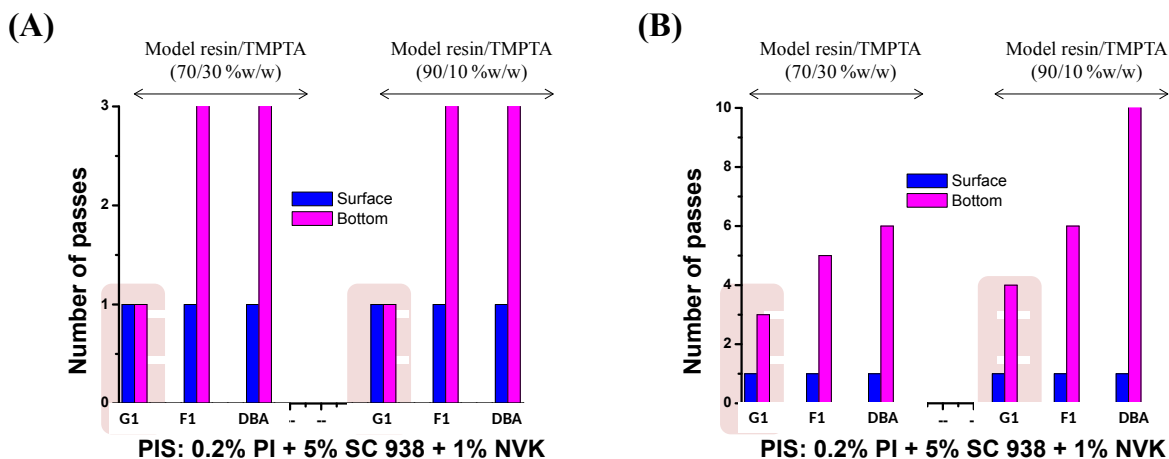 (A)
Model resin/TMPTA
(70/30 %w/w)
Model resin/TMPTA
(90/10 %w/w)
Number of passes
3
2
1
0
Surface
Bottom
G1 F1 DBA - -- G1 F1 DBA
PIS: 0.2% PI + 5% SC 938 + 1% NVK
(B)
Model resin/TMPTA
(70/30 %w/w)
Model resin/TMPTA
(90/10 %w/w)
Number of passes
10
8
6
4
2
0
Surface
Bottom
G1 F1 DBA -- - G1 F1 DBA
PIS: 0.2% PI + 5% SC 938 + 1% NVK